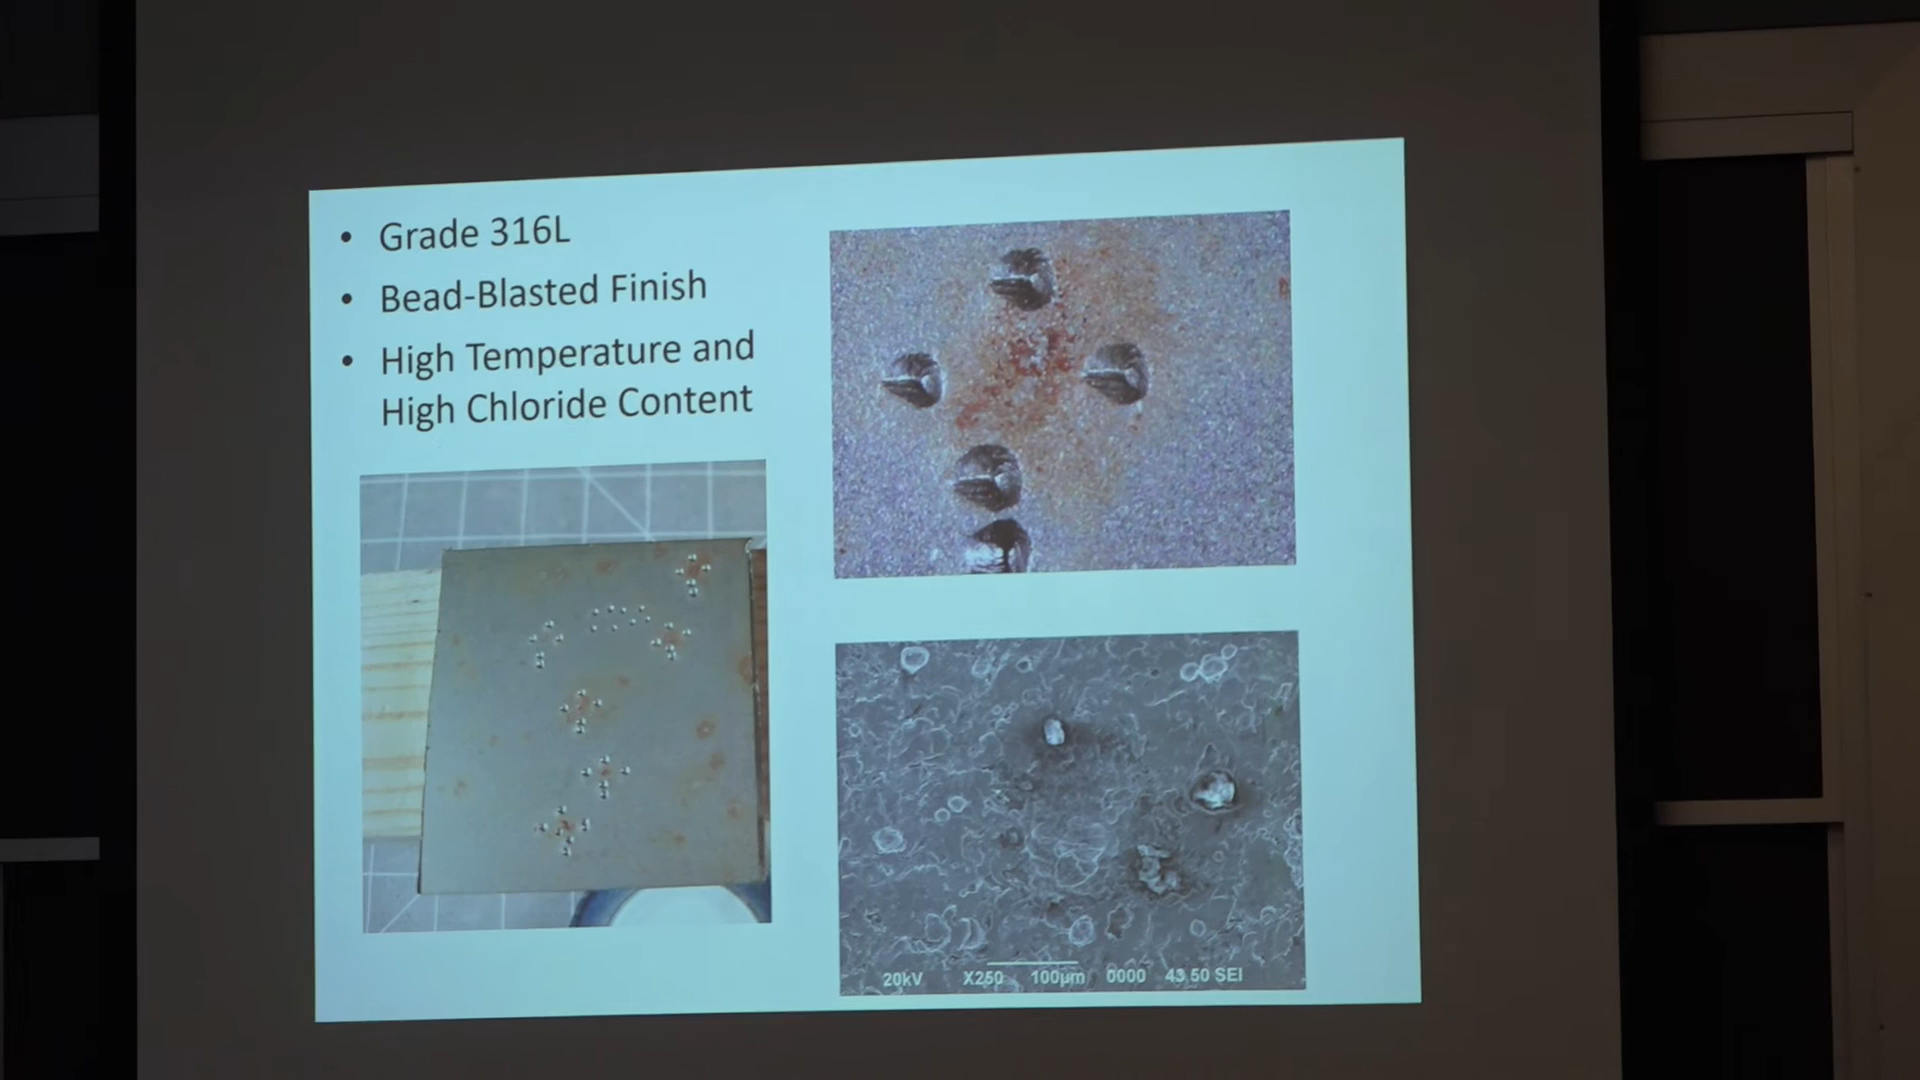 • Grade 316L
• Bead-Blasted Finish
• High Temperature and
High Chloride Content
20kV X250 100µm 0000 43 50 SEI